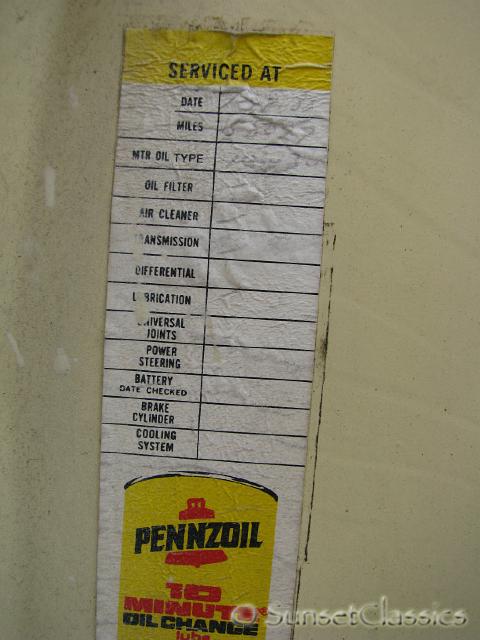 SERVICED AT
DATE
MILES
MTR OIL TYPE
OIL FILTER
AIR CLEANER
TRANSMISSION
DIFFERENTIAL
LUBRICATION
UNIVERSAL
JOINTS
POWER
STEERING
BATTERY
DATE CHECKED
BRAKE
CYLINDER
COOLING
SYSTEM
PENNZOIL
10
MINUTE
OIL CHANGE
lube
© SunsetClassics